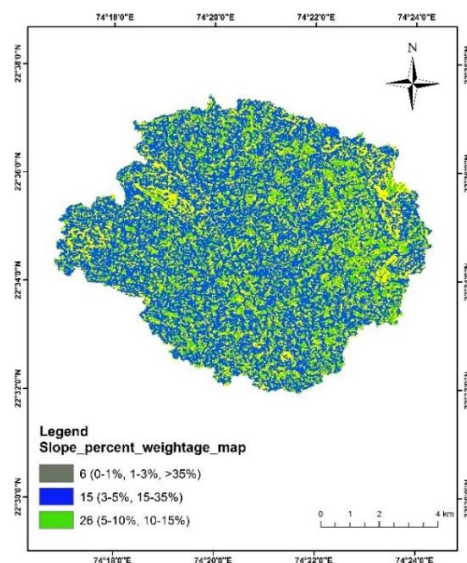 74°18'0"E 74°20'0"E 74°22'0"E 74°24'0"E
N
22°36'0"N
22°34'0"N
22°32'0"N
22°30'0"N
Legend
Slope_percent_weightage_map
6 (0-1%, 1-3%, >35%)
15 (3-5%, 15-35%)
26 (5-10%, 10-15%)
0 1 2 4 km
74°18'0"E 74°20'0"E 74°22'0"E 74°24'0"E